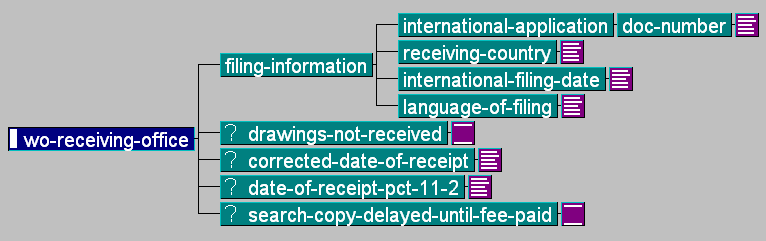 international-application doc-number
receiving-country
filing-information
international-filing-date
language-of-filing
wo-receiving-office
? drawings-not-received
? corrected-date-of-receipt
? date-of-receipt-pct-11-2
? search-copy-delayed-until-fee-paid